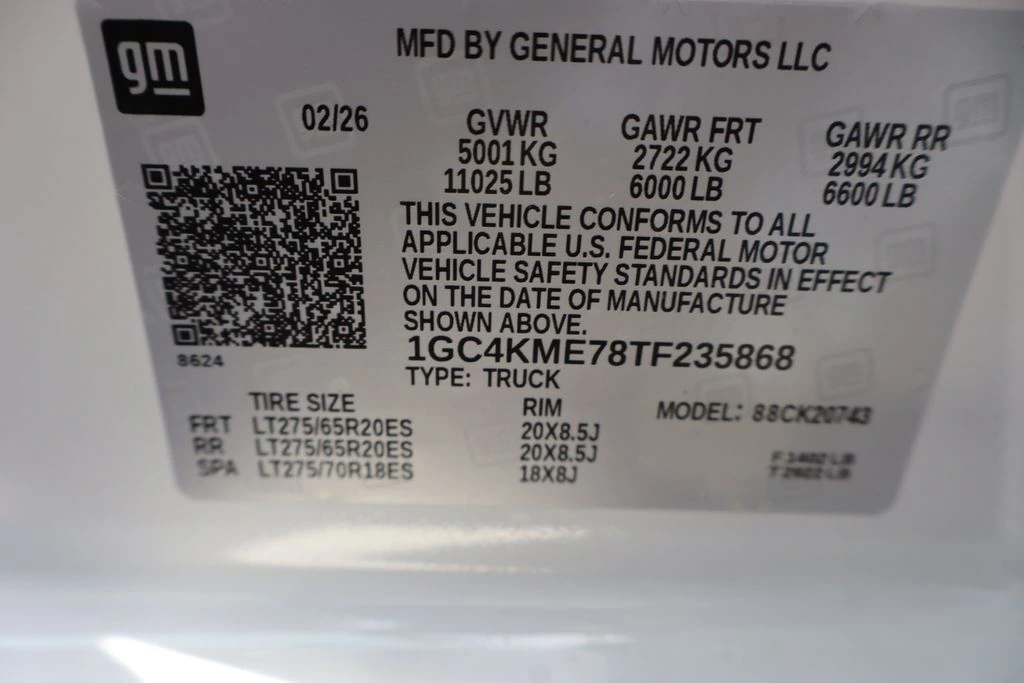 gm
MFD BY GENERAL MOTORS LLC
02/26 GVWR GAWR FRT GAWR RR
5001 KG 2722 KG 2994 KG
11025 LB 6000 LB 6600 LB
THIS VEHICLE CONFORMS TO ALL
APPLICABLE U.S. FEDERAL MOTOR
VEHICLE SAFETY STANDARDS IN EFFECT
ON THE DATE OF MANUFACTURE
SHOWN ABOVE.
8624
1GC4KME78TF235868
TYPE: TRUCK
TIRE SIZE RIM MODEL: 88CK20743
FRT LT275/65R20ES 20X8.5J
RR LT275/65R20ES 20X8.5J
SPA LT275/70R18ES 18X8J